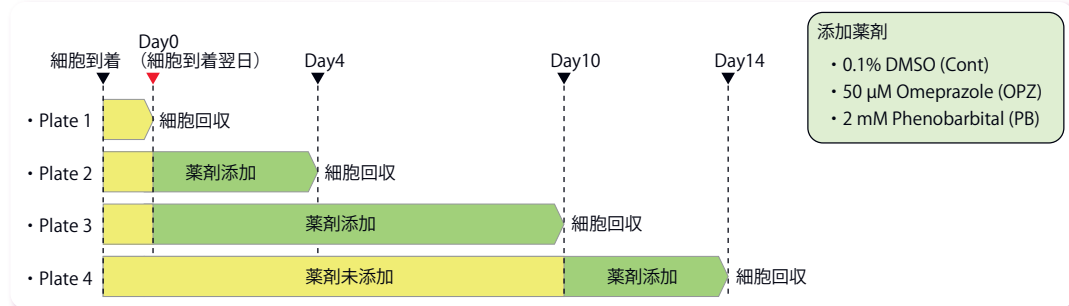 細胞到着
Day0
（細胞到着翌日）
Day4
Day10
Day14
・Plate 1
細胞回収
・Plate 2
薬剤添加
細胞回収
・Plate 3
薬剤添加
細胞回収
・Plate 4
薬剤未添加
薬剤添加
細胞回収
添加薬剤
・0.1% DMSO (Cont)
・50 μM Omeprazole (OPZ)
・2 mM Phenobarbital (PB)